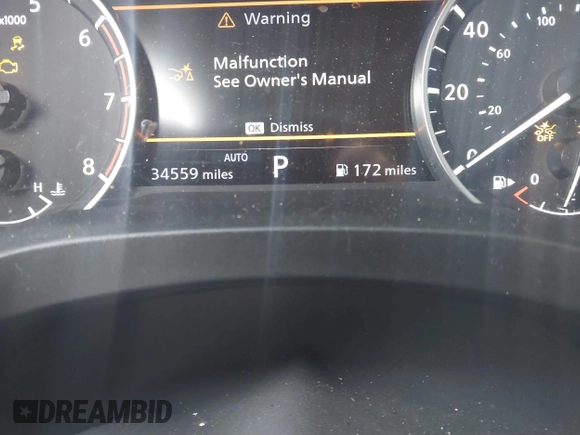 x1000
5
6
7
8
H
Warning
Malfunction
See Owner's Manual
OK Dismiss
AUTO
34559 miles
P
172 miles
40
100
60
20
20
0
OFF
0
DREAMBID